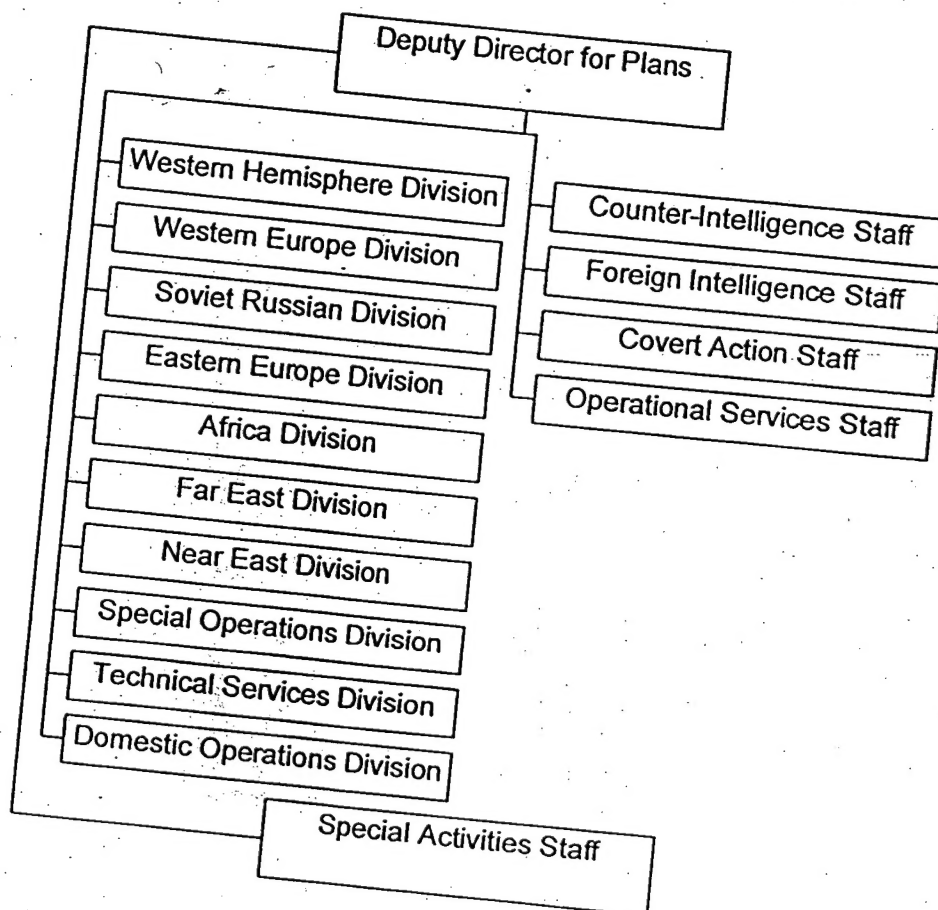 Deputy Director for Plans
Western Hemisphere Division
Western Europe Division
Soviet Russian Division
Eastern Europe Division
Africa Division
Far East Division
Near East Division
Special Operations Division
Technical Services Division
Domestic Operations Division
Counter-Intelligence Staff
Foreign Intelligence Staff
Covert Action Staff
Operational Services Staff
Special Activities Staff